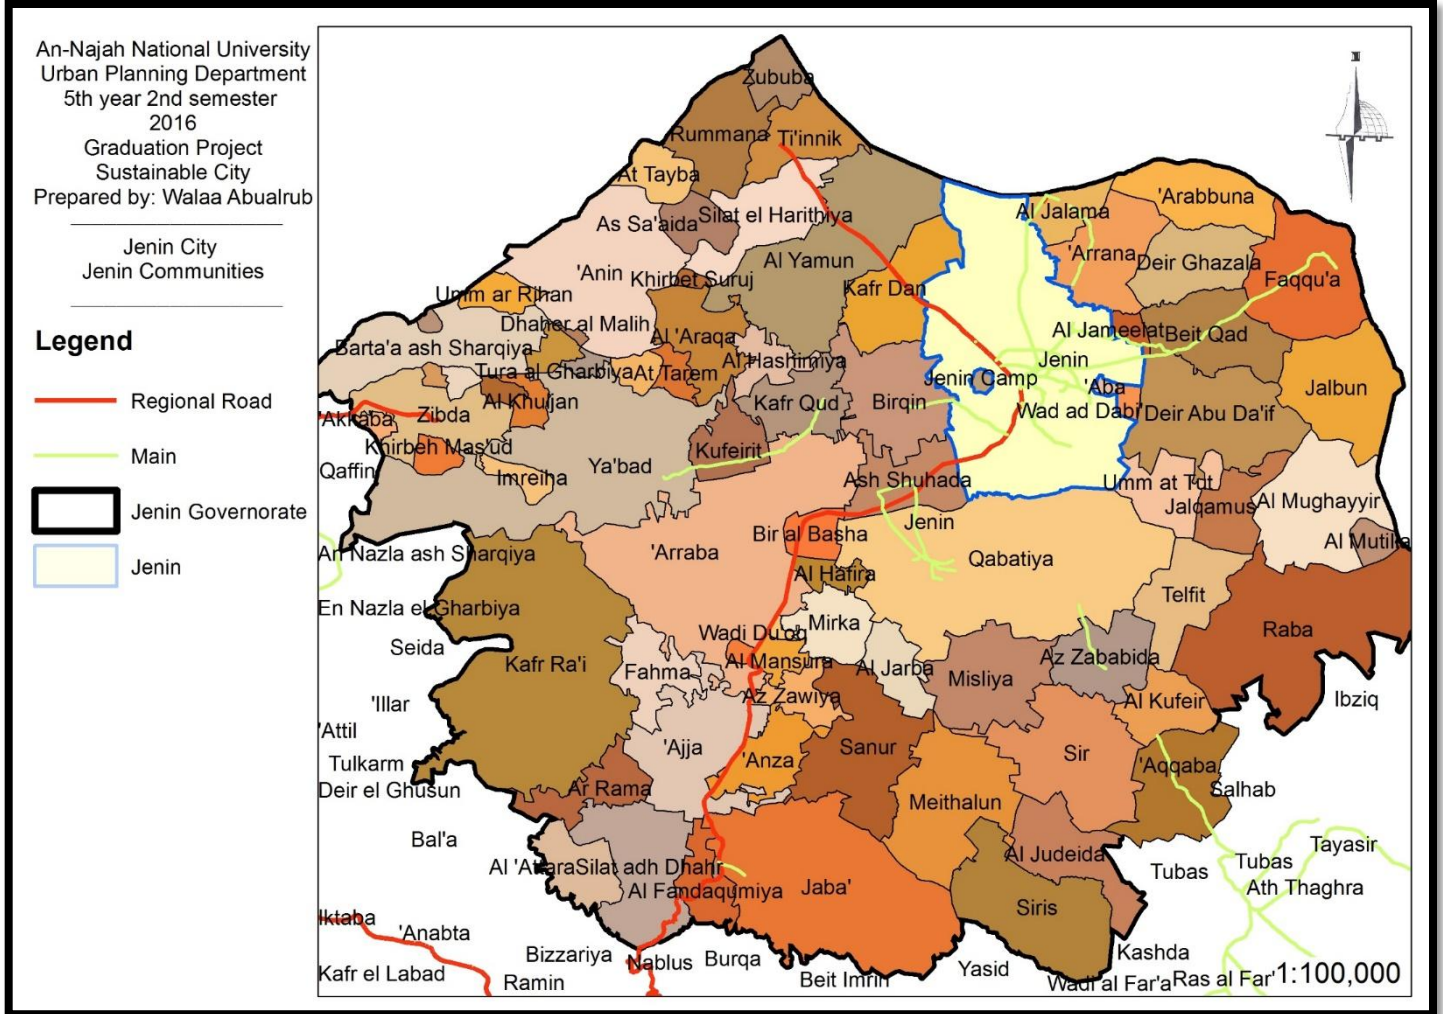 An-Najah National University
Urban Planning Department
5th year 2nd semester
2016
Graduation Project
Sustainable City
Prepared by: Walaa Abualrub
Jenin City
Jenin Communities
Legend
Regional Road
Main
Jenin Governorate
Jenin
Zububa
Rummana
Ti'innik
At Tayba
'Arabbuna
As Sa'aida
Silat el Harithiya
Al Jalama
'Anin
Khirbet Suruj
Al Yamun
'Arrana
Deir Ghazala
Faqqu'a
Umm ar Rihan
Kafr Dan
Dhaher al Malih
Al 'Araqa
Al Jameelat
Beit Qad
Barta'a ash Sharqiya
Al Hashimiya
Jenin
Tura al Gharbiya
At Tarem
Jenin Camp
'Aba
Jalbun
'Akkaba
Zibda
Al Khuljan
Kafr Qud
Birqin
Wad ad Dabi'
Deir Abu Da'if
Khirbeh Mas'ud
Kufeirit
Qaffin
Imreiha
Ya'bad
Ash Shuhada
Umm at Tut
Jalqamus
Al Mughayyir
Jenin
An Nazla ash Sharqiya
'Arraba
Bir al Basha
Qabatiya
Al Mutilla
Al Hafira
Telfit
En Nazla el Gharbiya
Mirka
Raba
Seida
Wadi Du'oq
Kafr Ra'i
Fahma
Al Mansura
Al Jarba
Misliya
Az Zababida
'Illar
Az Zawiya
Al Kufeir
Ibziq
'Attil
'Ajja
Sanur
Sir
Tulkarm
'Anza
'Aqqaba
Deir el Ghusun
Ar Rama
Meithalun
Salhab
Bal'a
Al Judeida
Tayasir
Al 'Attara
Silat adh Dhahr
Tubas
Tubas
Al Fandaqumiya
Jaba'
Ath Thaghra
Iktaba
Siris
'Anabta
Bizzariya
Nablus
Burqa
Yasid
Kashda
Kafr el Labad
Ramin
Beit Imrin
Wadi al Far'a
Ras al Far'
1:100,000